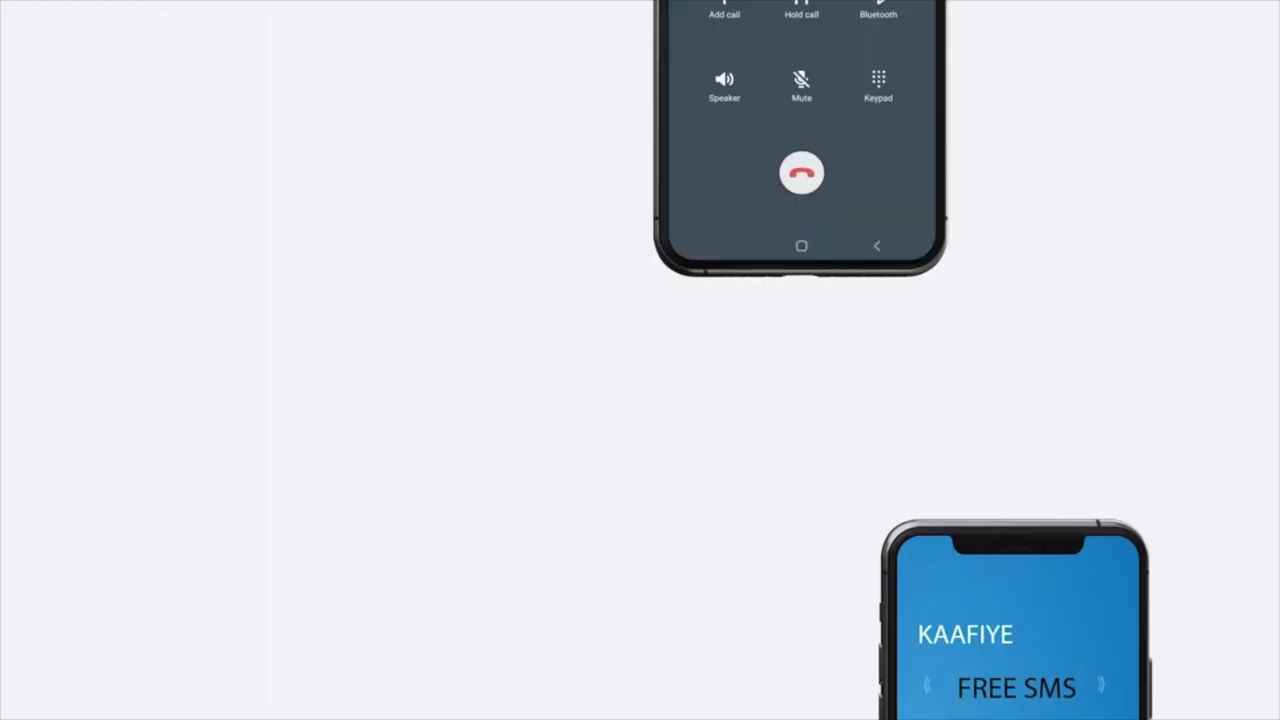 Add call Hold call Bluetooth
Speaker Mute Keypad
KAAFIYE
FREE SMS